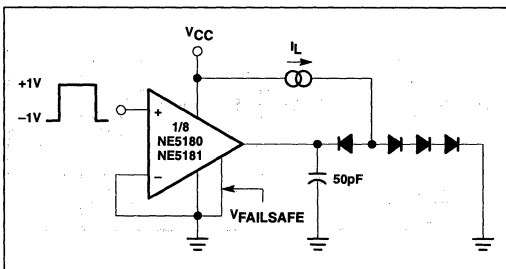 VCC
IL
+1V
–1V
+
1/8
NE5180
NE5181
–
50pF
VFAILSAFE